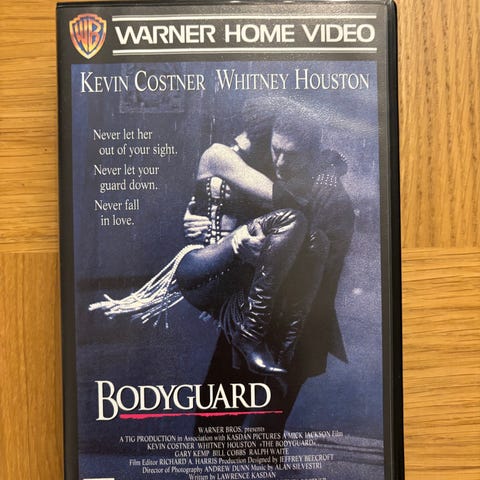 WB
WARNER HOME VIDEO
KEVIN COSTNER WHITNEY HOUSTON
Never let her
out of your sight.
Never let your
guard down.
Never fall
in love.
BODYGUARD
WARNER BROS. presents
A TIG PRODUCTION in Association with KASDAN PICTURES A MICK JACKSON Film
KEVIN COSTNER WHITNEY HOUSTON «THE BODYGUARD»
GARY KEMP BILL COBBS RALPH WAITE
Film Editor RICHARD A. HARRIS Production Designed by JEFFREY BEECROFT
Director of Photography ANDREW DUNN Music by ALAN SILVESTRI
Written by LAWRENCE KASDAN